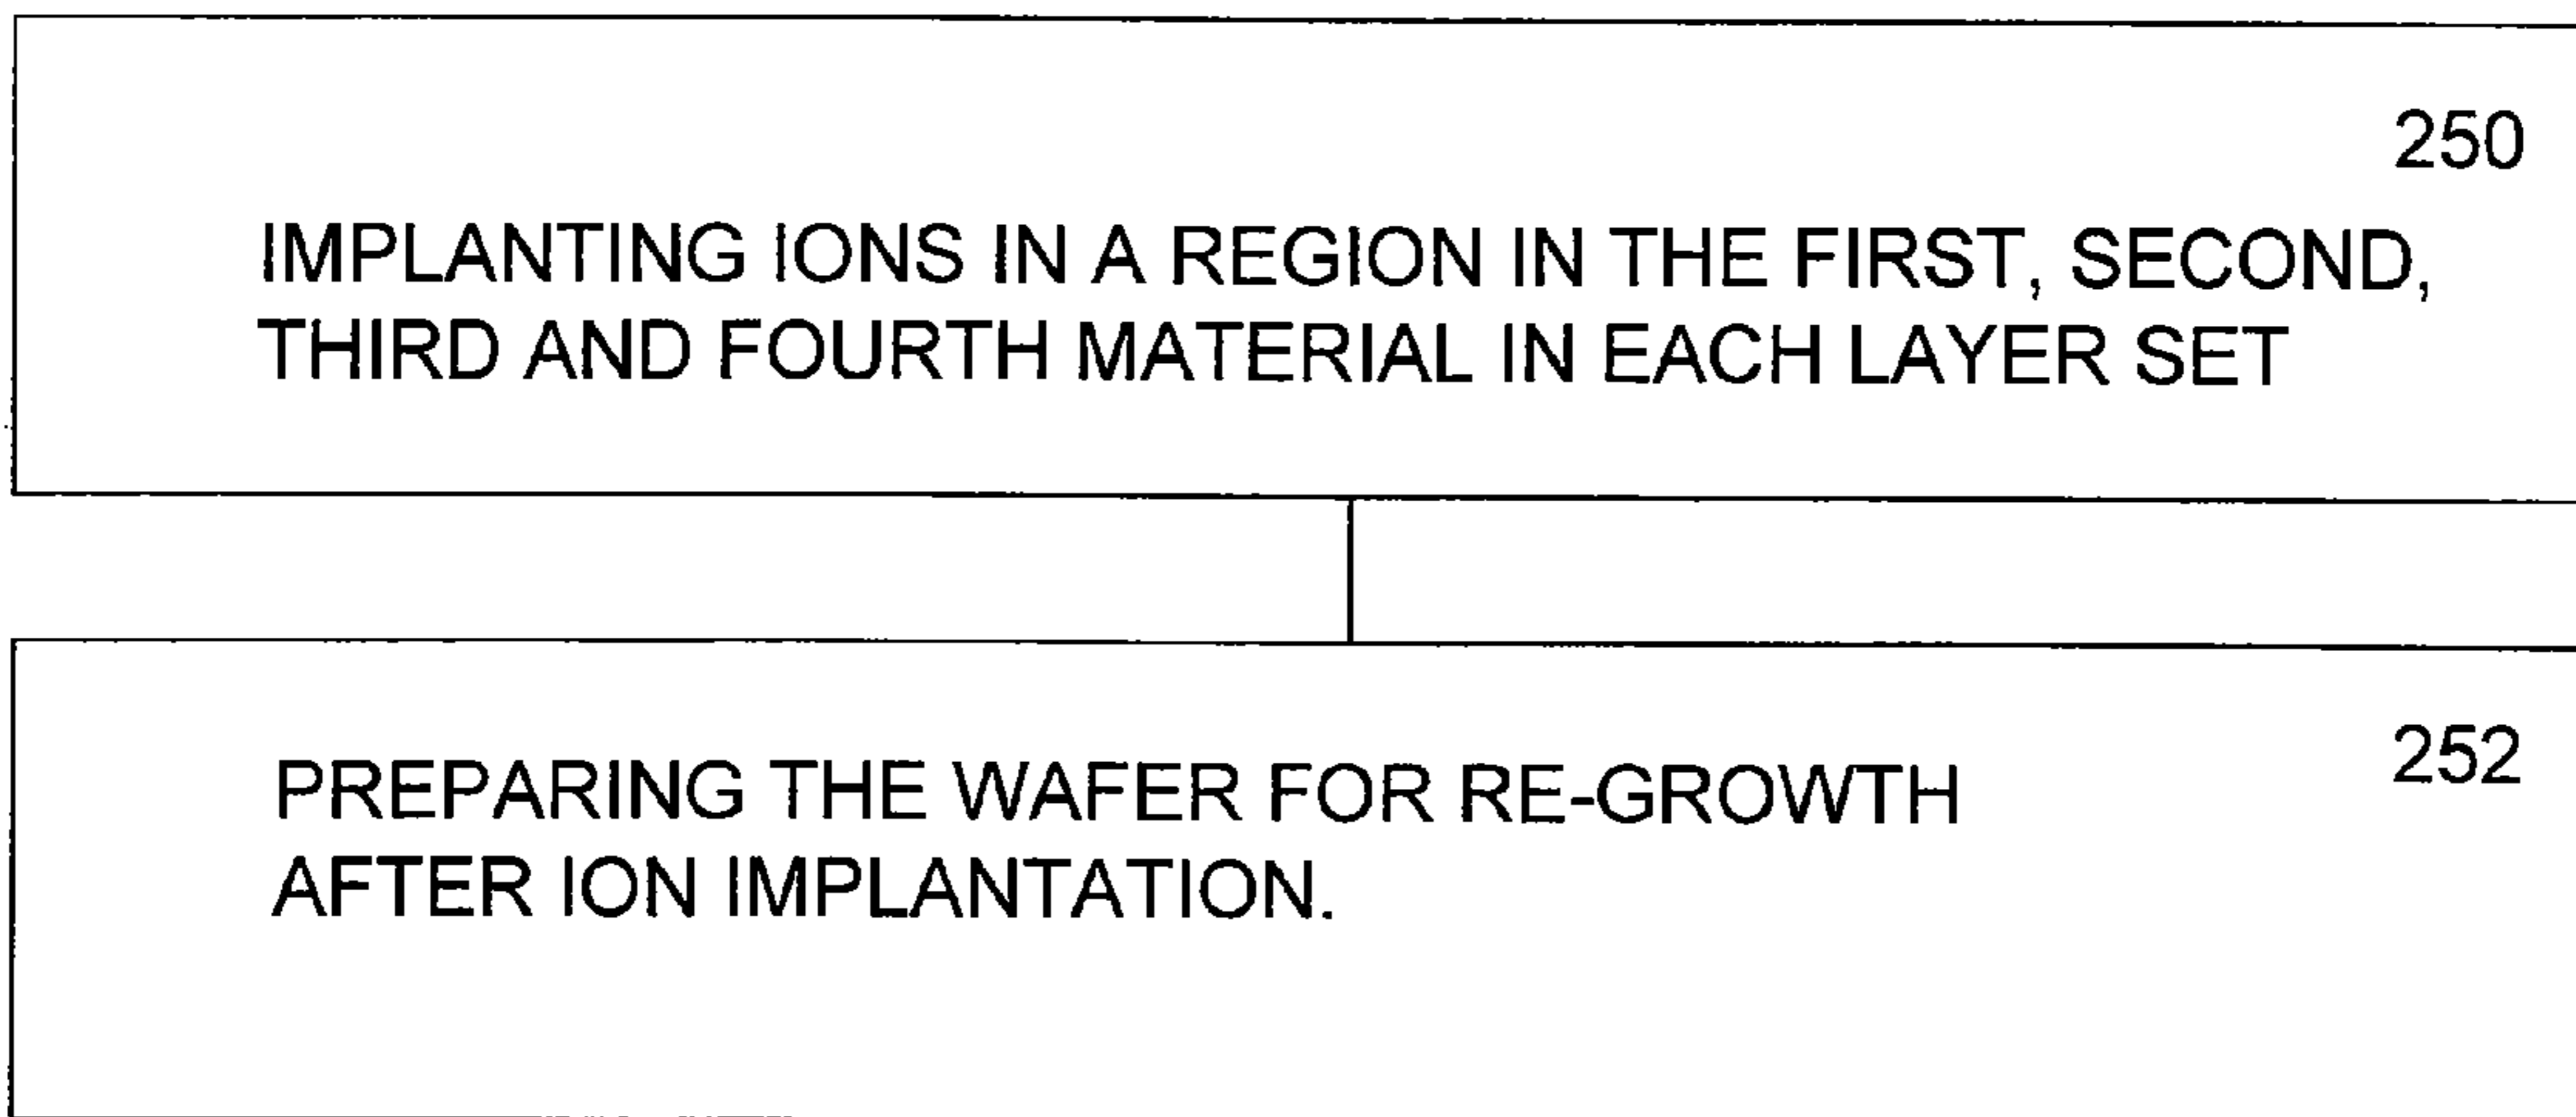 250
IMPLANTING IONS IN A REGION IN THE FIRST, SECOND,
THIRD AND FOURTH MATERIAL IN EACH LAYER SET
252
PREPARING THE WAFER FOR RE-GROWTH
AFTER ION IMPLANTATION.